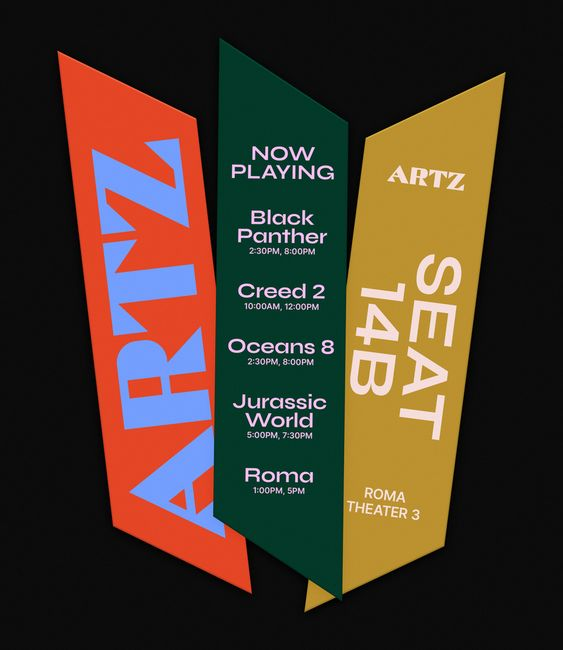 ARTZ
NOW
PLAYING
Black
Panther
2:30PM, 8:00PM
Creed 2
10:00AM, 12:00PM
Oceans 8
2:30PM, 8:00PM
Jurassic
World
5:00PM, 7:30PM
Roma
1:00PM, 5PM
ARTZ
SEAT
14B
ROMA
THEATER 3